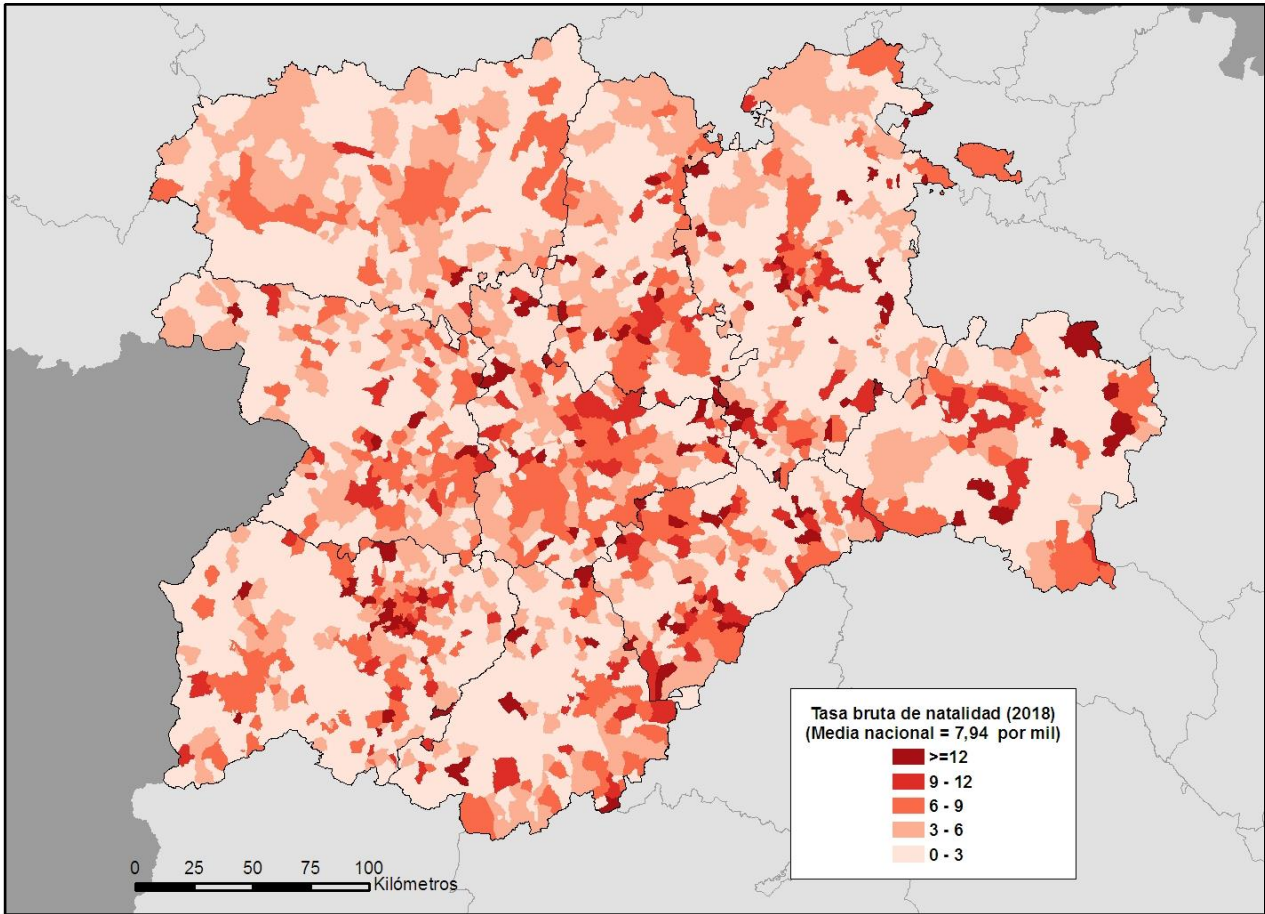 Tasa bruta de natalidad (2018)
(Media nacional = 7,94 por mil)
>=12
9 - 12
6 - 9
3 - 6
0 - 3
0 25 50 75 100
Kilómetros